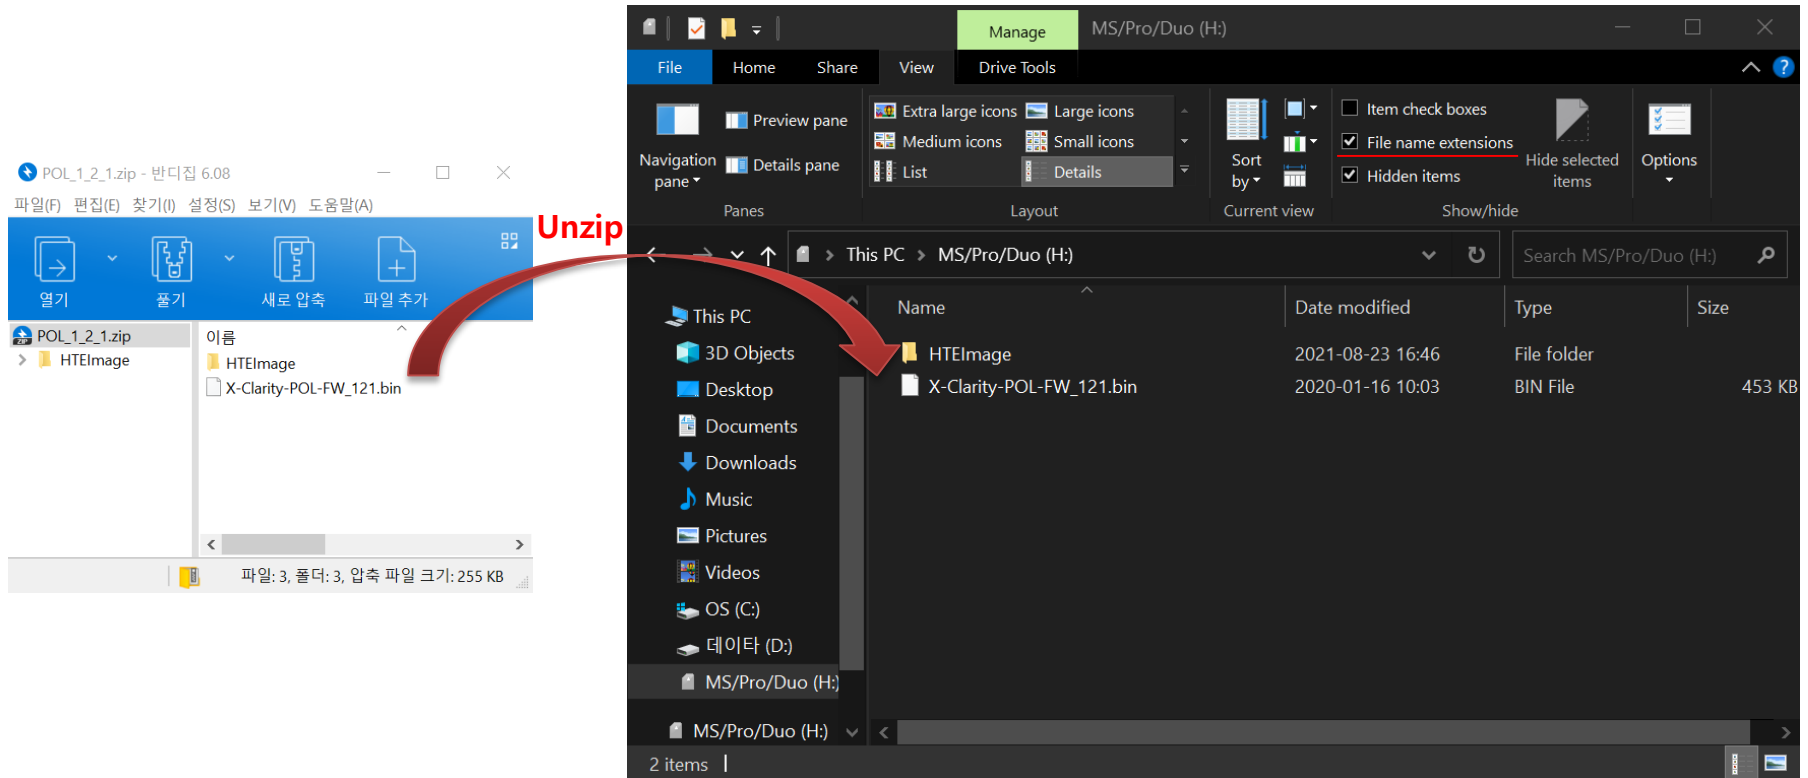 POL_1_2_1.zip - 반디집 6.08
파일(F) 편집(E) 찾기(I) 설정(S) 보기(V) 도움말(A)
열기 풀기 새로 압축 파일 추가
POL_1_2_1.zip
HTEImage
이름
HTEImage
X-Clarity-POL-FW_121.bin
파일: 3, 폴더: 3, 압축 파일 크기: 255 KB
Unzip
Manage MS/Pro/Duo (H:)
File Home Share View Drive Tools
Navigation pane
Preview pane
Details pane
Panes
Extra large icons Large icons
Medium icons Small icons
List Details
Layout
Sort by
Current view
Item check boxes
File name extensions
Hidden items
Hide selected items
Show/hide
Options
This PC > MS/Pro/Duo (H:)
Search MS/Pro/Duo (H:)
This PC
3D Objects
Desktop
Documents
Downloads
Music
Pictures
Videos
OS (C:)
데이타 (D:)
MS/Pro/Duo (H:)
MS/Pro/Duo (H:)
Name Date modified Type Size
HTEImage 2021-08-23 16:46 File folder
X-Clarity-POL-FW_121.bin 2020-01-16 10:03 BIN File 453 KB
2 items